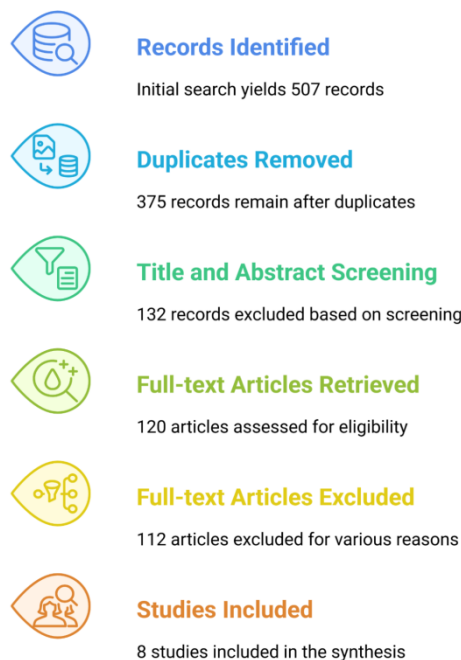 Records Identified
Initial search yields 507 records
Duplicates Removed
375 records remain after duplicates
Title and Abstract Screening
132 records excluded based on screening
Full-text Articles Retrieved
120 articles assessed for eligibility
Full-text Articles Excluded
112 articles excluded for various reasons
Studies Included
8 studies included in the synthesis